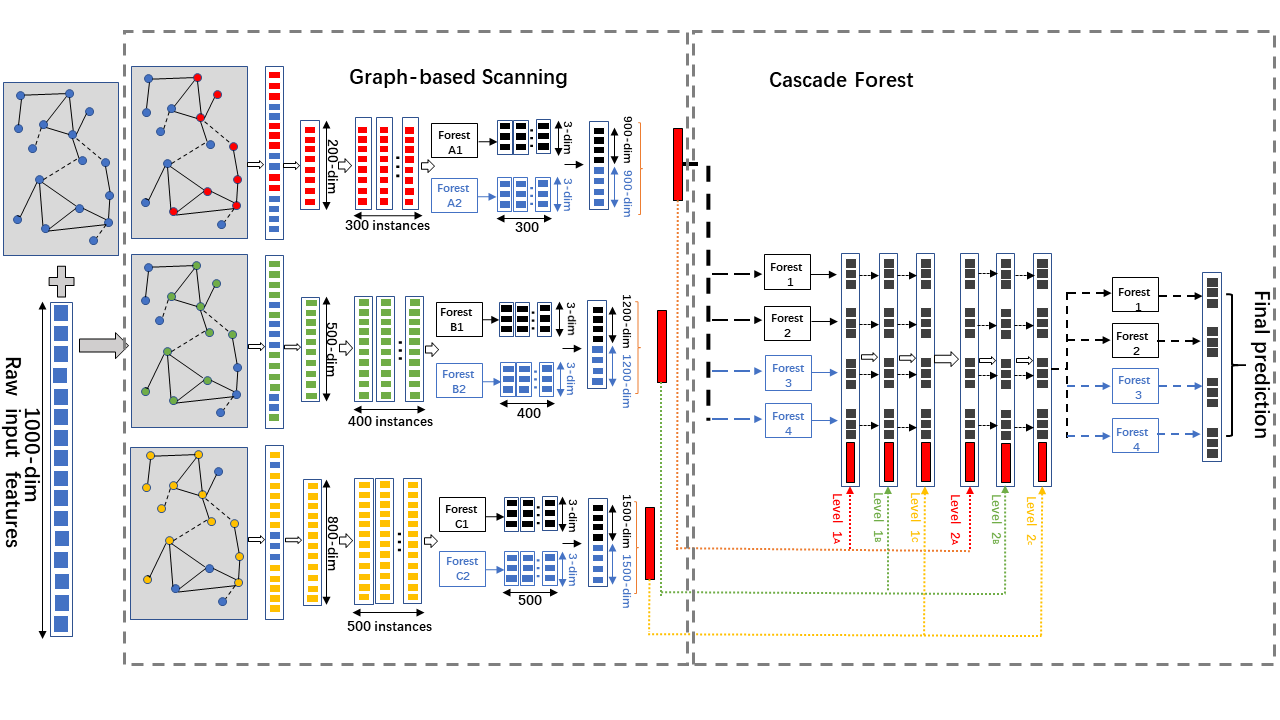 Graph-based Scanning
Cascade Forest
Raw input features
1000-dim
200-dim
300 instances
Forest
A1
Forest
A2
3-dim
3-dim
300
900-dim
900-dim
500-dim
400 instances
Forest
B1
Forest
B2
3-dim
3-dim
400
1200-dim
1200-dim
800-dim
500 instances
Forest
C1
Forest
C2
3-dim
3-dim
500
1500-dim
1500-dim
Forest
1
Forest
2
Forest
3
Forest
4
Level 1A
Level 1B
Level 1C
Level 2A
Level 2B
Level 2C
Forest
1
Forest
2
Forest
3
Forest
4
Final prediction